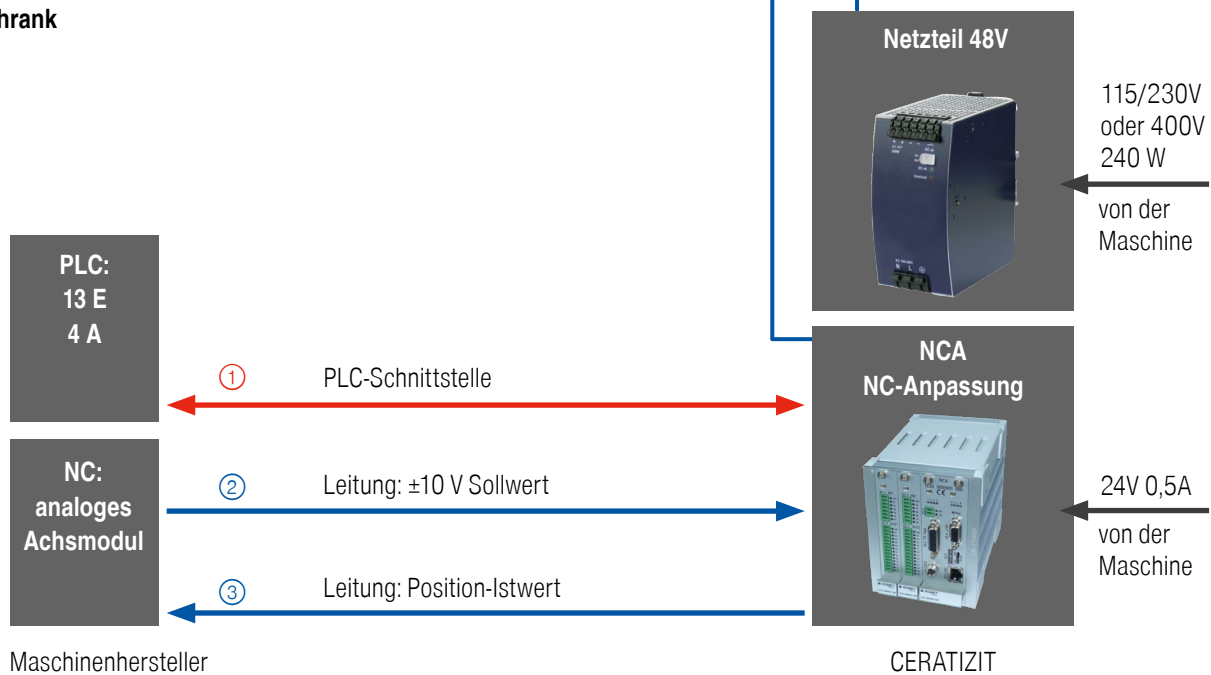 hrank
Netzteil 48V
115/230V
oder 400V
240 W
von der
Maschine
PLC:
13 E
4 A
NCA
NC-Anpassung
① PLC-Schnittstelle
NC:
analoges
Achsmodul
② Leitung: ±10 V Sollwert
24V 0,5A
von der
Maschine
③ Leitung: Position-Istwert
Maschinenhersteller
CERATIZIT